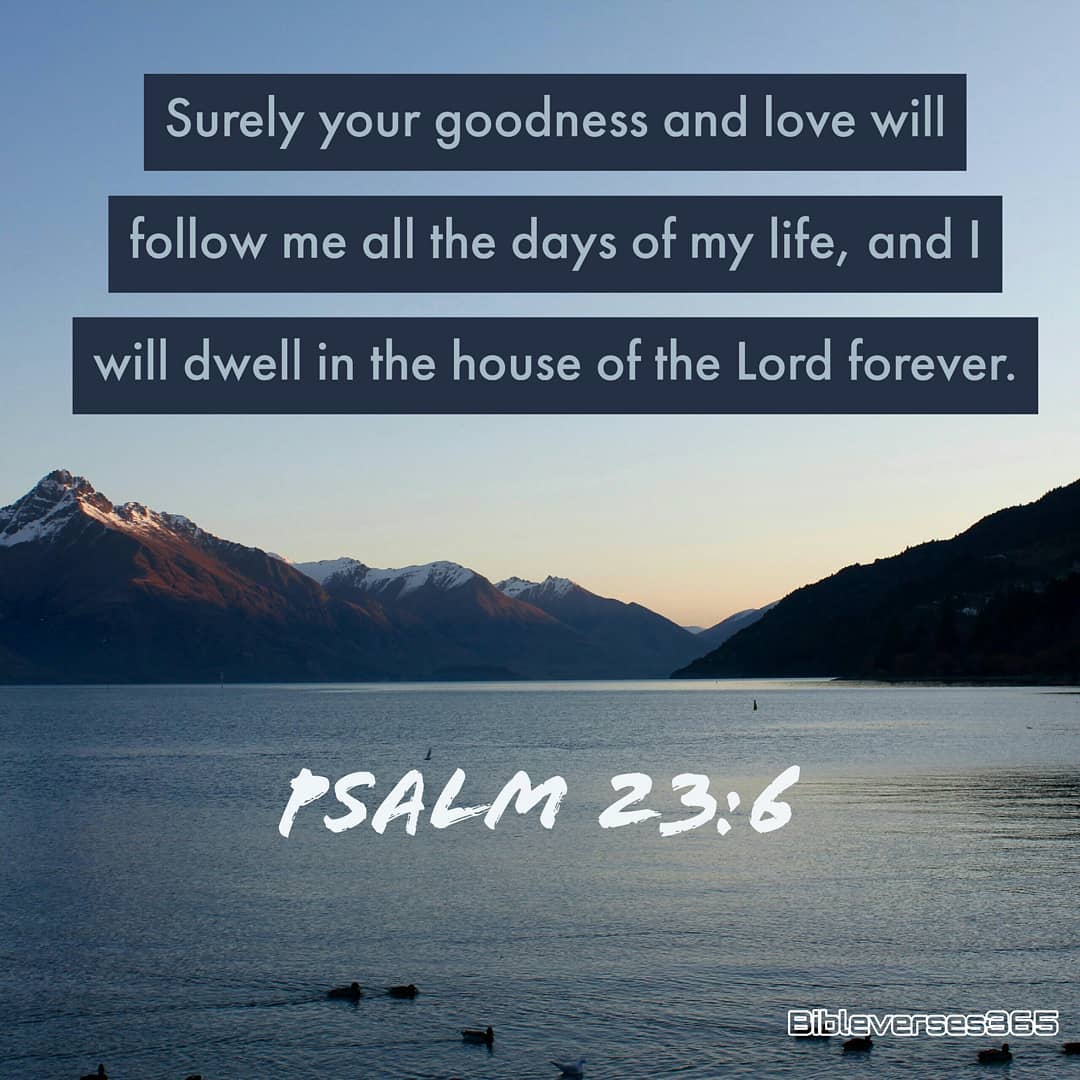 Surely your goodness and love will
follow me all the days of my life, and I
will dwell in the house of the Lord forever.
PSALM 23:6
Bibleverses365